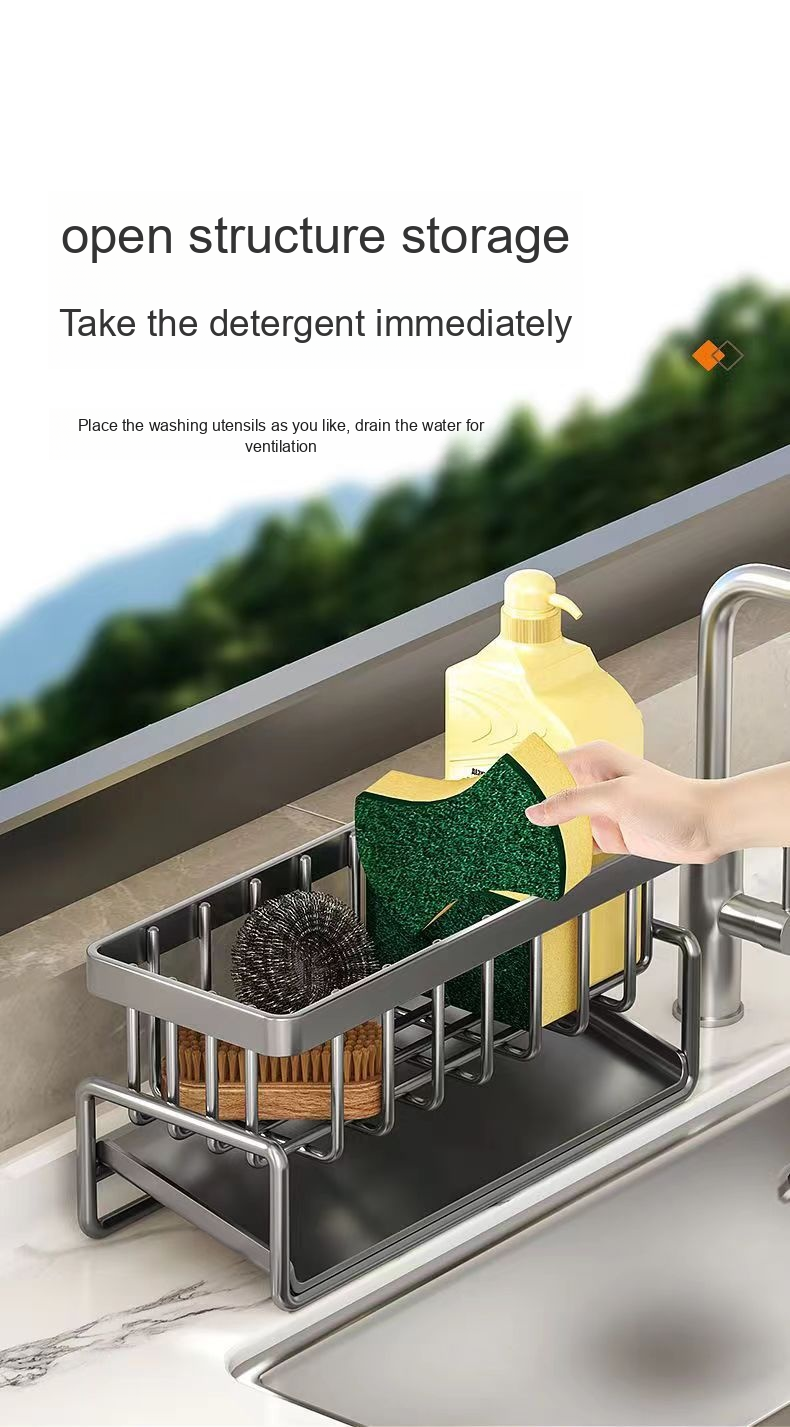 open structure storage
Take the detergent immediately
Place the washing utensils as you like, drain the water for
ventilation